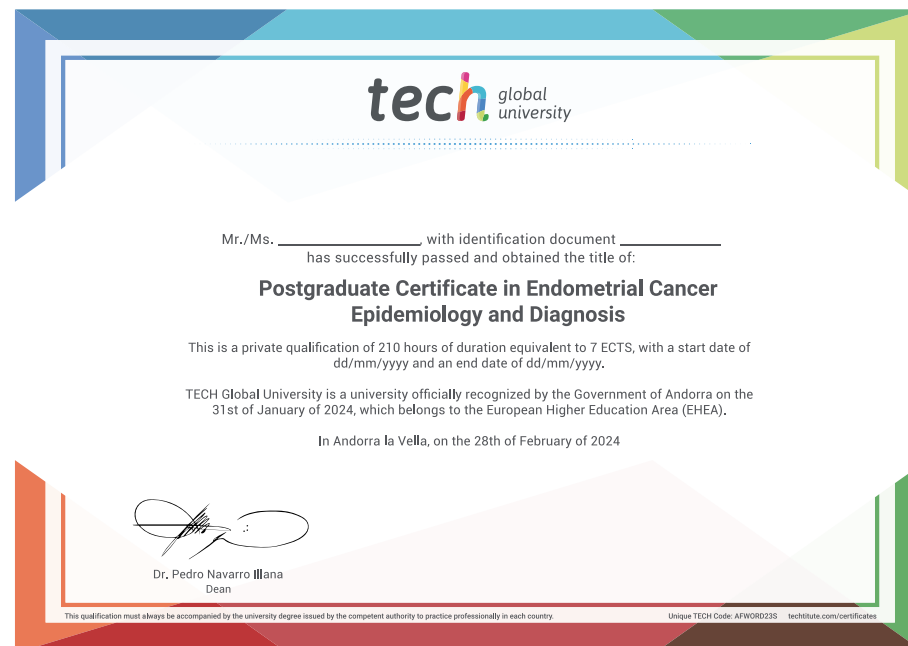 tech global university
Mr./Ms. ____________, with identification document ____________
has successfully passed and obtained the title of:
Postgraduate Certificate in Endometrial Cancer
Epidemiology and Diagnosis
This is a private qualification of 210 hours of duration equivalent to 7 ECTS, with a start date of
dd/mm/yyyy and an end date of dd/mm/yyyy.
TECH Global University is a university officially recognized by the Government of Andorra on the
31st of January of 2024, which belongs to the European Higher Education Area (EHEA).
In Andorra la Vella, on the 28th of February of 2024
Dr. Pedro Navarro Illana
Dean
This qualification must always be accompanied by the university degree issued by the competent authority to practice professionally in each country. Unique TECH Code: AFWORD23S techtitute.com/certificates